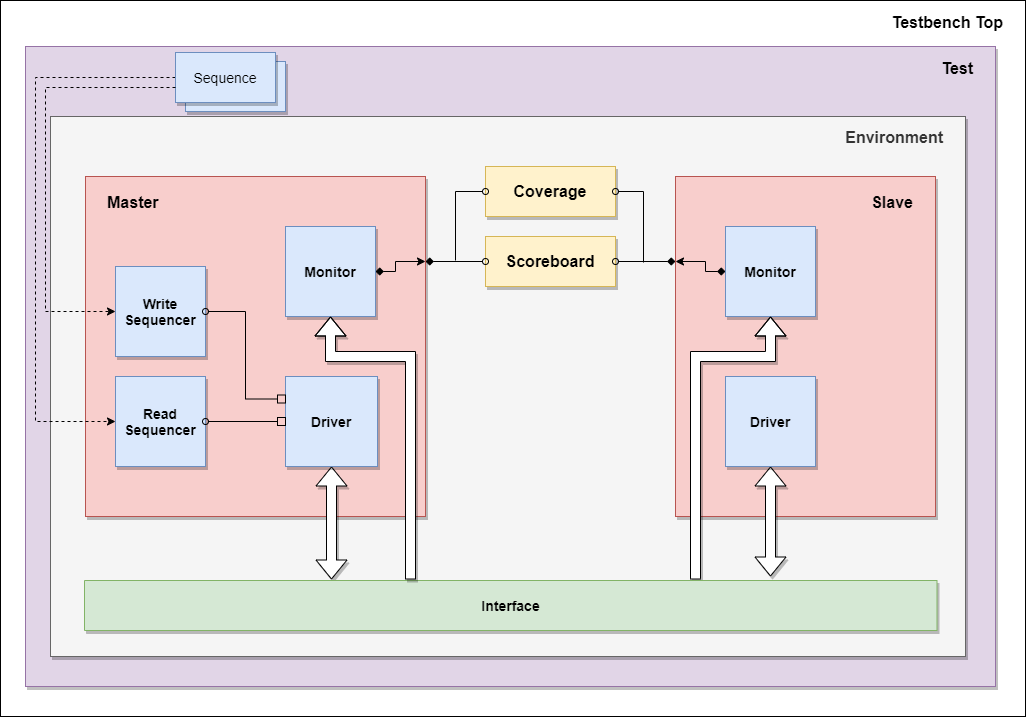 Testbench Top
Test
Sequence
Environment
Master
Coverage
Slave
Scoreboard
Monitor
Monitor
Write
Sequencer
Read
Sequencer
Driver
Driver
Interface